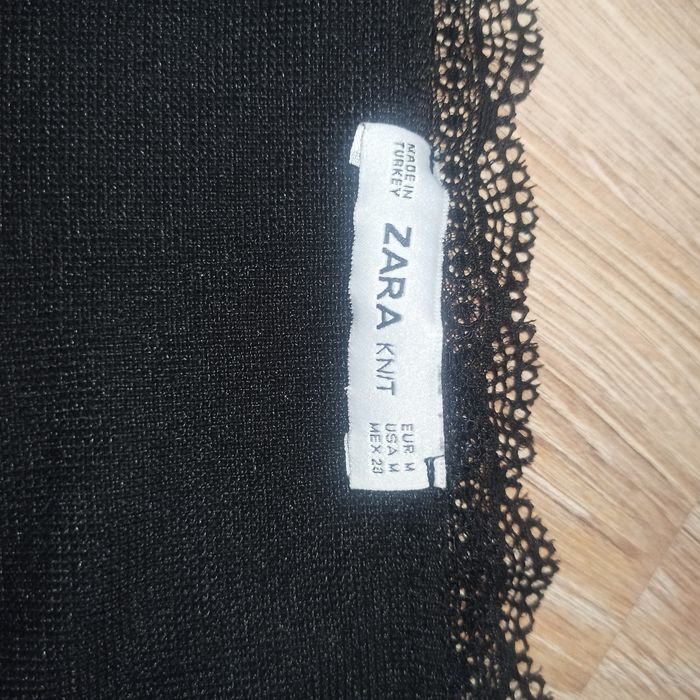 MADE IN
TURKEY
ZARA KNIT
EUR M
USA M
MEX 28